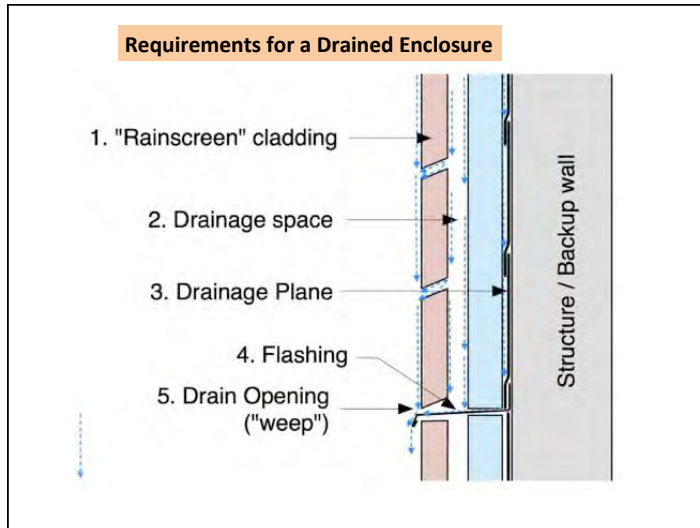 Requirements for a Drained Enclosure
1. "Rainscreen" cladding
2. Drainage space
3. Drainage Plane
4. Flashing
5. Drain Opening
("weep")
Structure / Backup wall